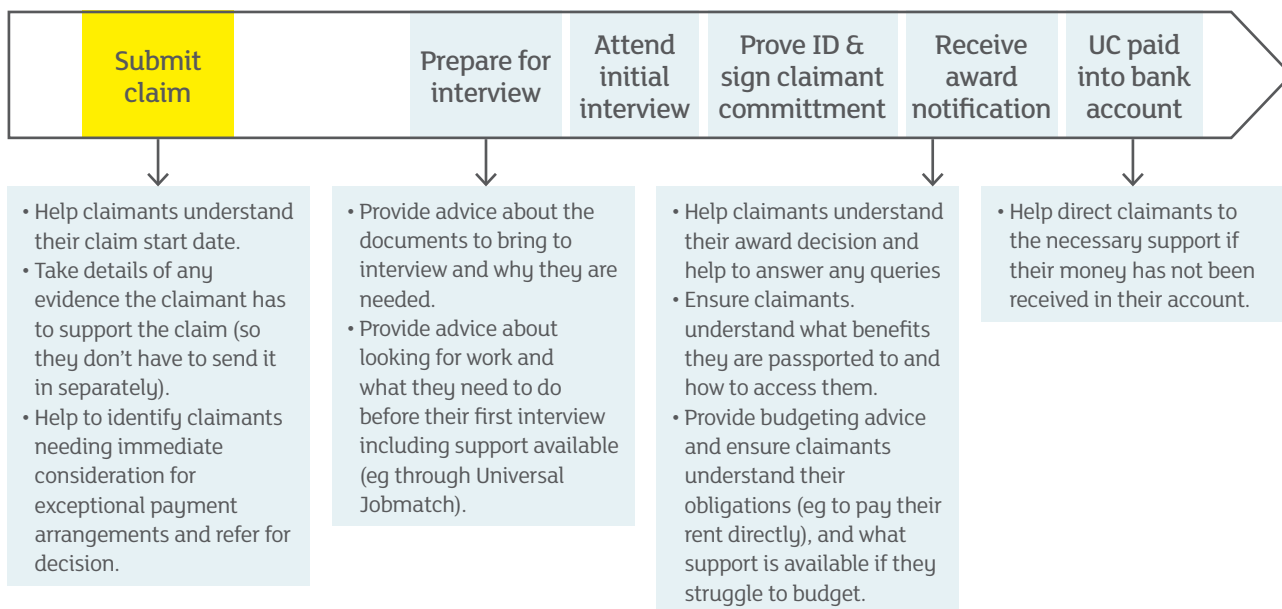 Submit
claim
Prepare for
interview
Attend
initial
interview
Prove ID &
sign claimant
committment
Receive
award
notification
UC paid
into bank
account
• Help claimants understand
their claim start date.
• Take details of any
evidence the claimant has
to support the claim (so
they don’t have to send it
in separately).
• Help to identify claimants
needing immediate
consideration for
exceptional payment
arrangements and refer for
decision.
• Provide advice about the
documents to bring to
interview and why they are
needed.
• Provide advice about
looking for work and
what they need to do
before their first interview
including support available
(eg through Universal
Jobmatch).
• Help claimants understand
their award decision and
help to answer any queries
• Ensure claimants.
understand what benefits
they are passported to and
how to access them.
• Provide budgeting advice
and ensure claimants
understand their
obligations (eg to pay their
rent directly), and what
support is available if they
struggle to budget.
• Help direct claimants to
the necessary support if
their money has not been
received in their account.